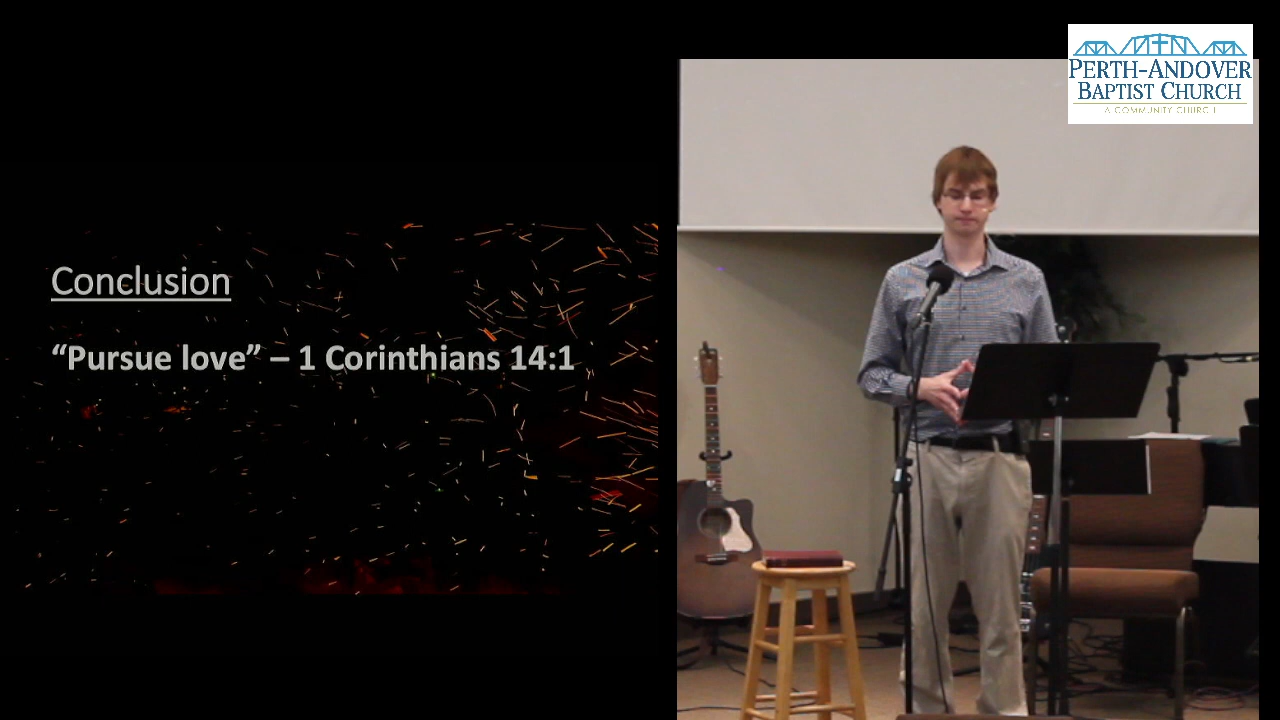 Conclusion
“Pursue love” – 1 Corinthians 14:1
PERTH-ANDOVER
BAPTIST CHURCH
A COMMUNITY CHURCH